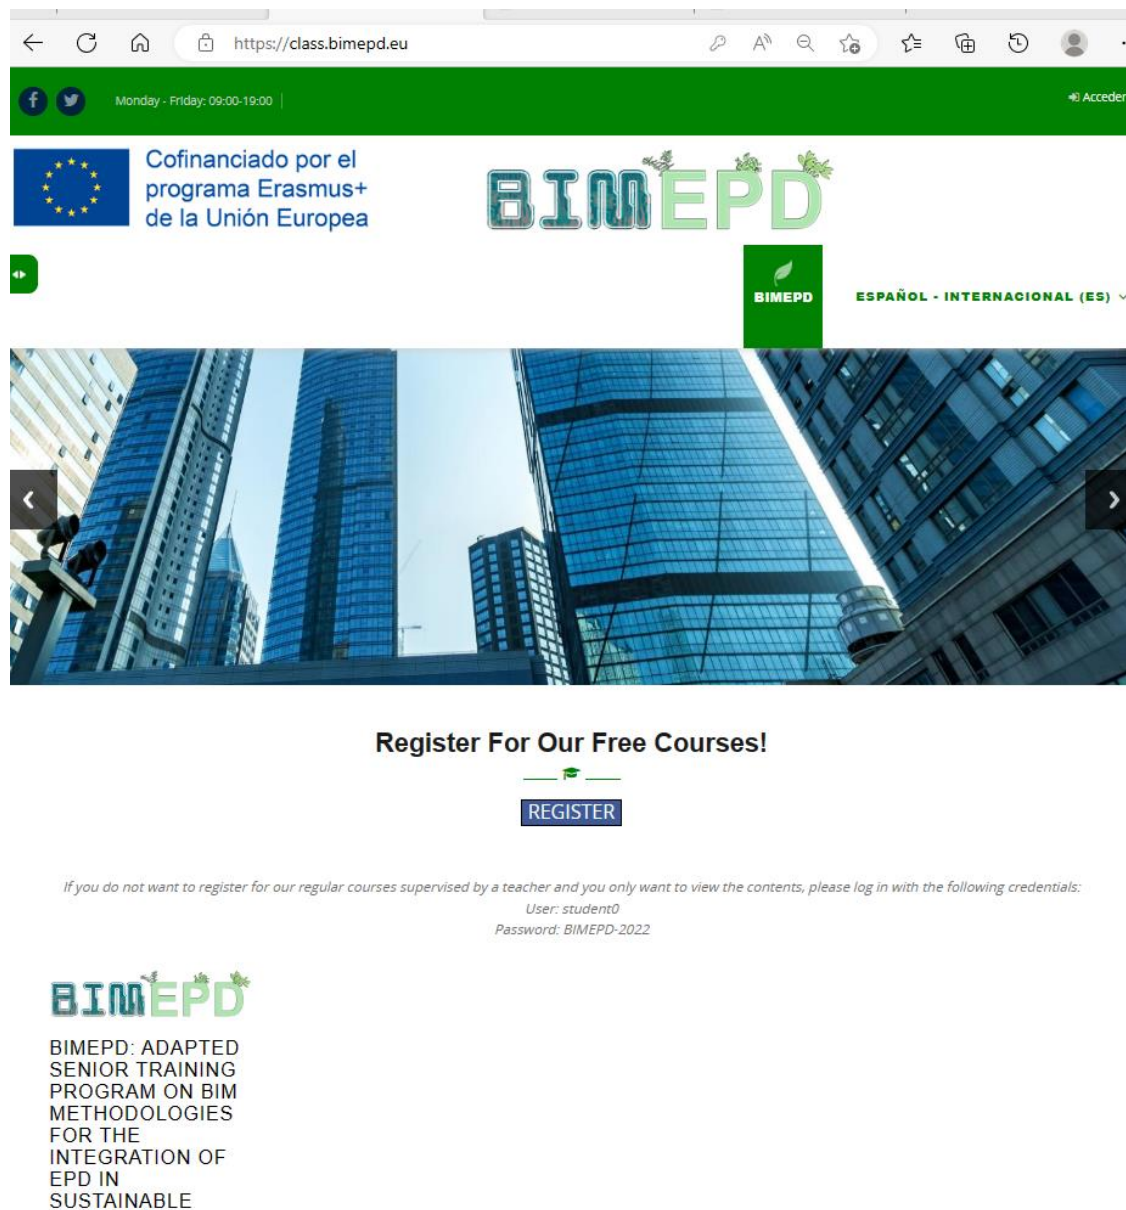 https://class.bimepd.eu
Monday - Friday: 09:00-19:00
Acceder
Cofinanciado por el
programa Erasmus+
de la Unión Europea
BIMEPD
BIMEPD
ESPAÑOL - INTERNACIONAL (ES)
Register For Our Free Courses!
REGISTER
If you do not want to register for our regular courses supervised by a teacher and you only want to view the contents, please log in with the following credentials:
User: student0
Password: BIMEPD-2022
BIMEPD
BIMEPD: ADAPTED
SENIOR TRAINING
PROGRAM ON BIM
METHODOLOGIES
FOR THE
INTEGRATION OF
EPD IN
SUSTAINABLE